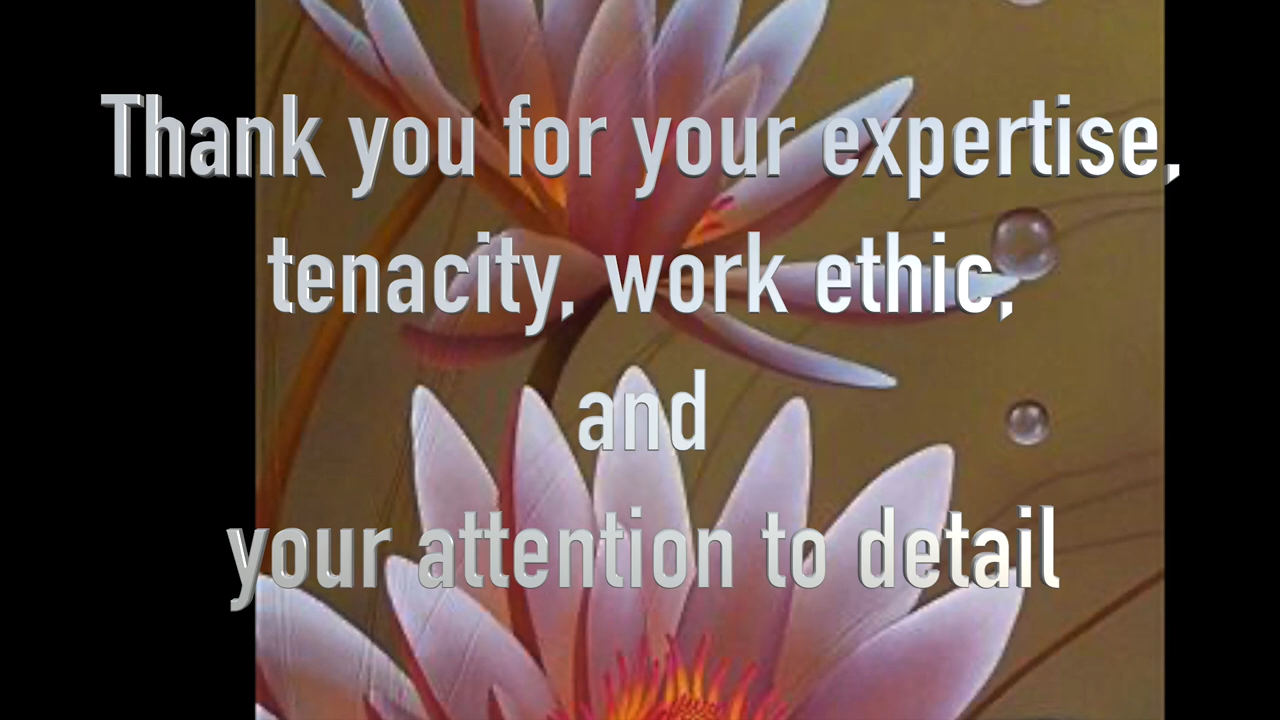 Thank you for your expertise,
tenacity, work ethic,
and
your attention to detail